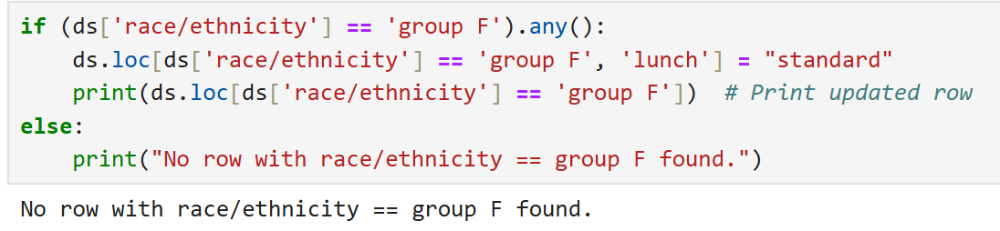 if (ds['race/ethnicity'] == 'group F').any():
    ds.loc[ds['race/ethnicity'] == 'group F', 'lunch'] = "standard"
    print(ds.loc[ds['race/ethnicity'] == 'group F'])  # Print updated row
else:
    print("No row with race/ethnicity == group F found.")
No row with race/ethnicity == group F found.